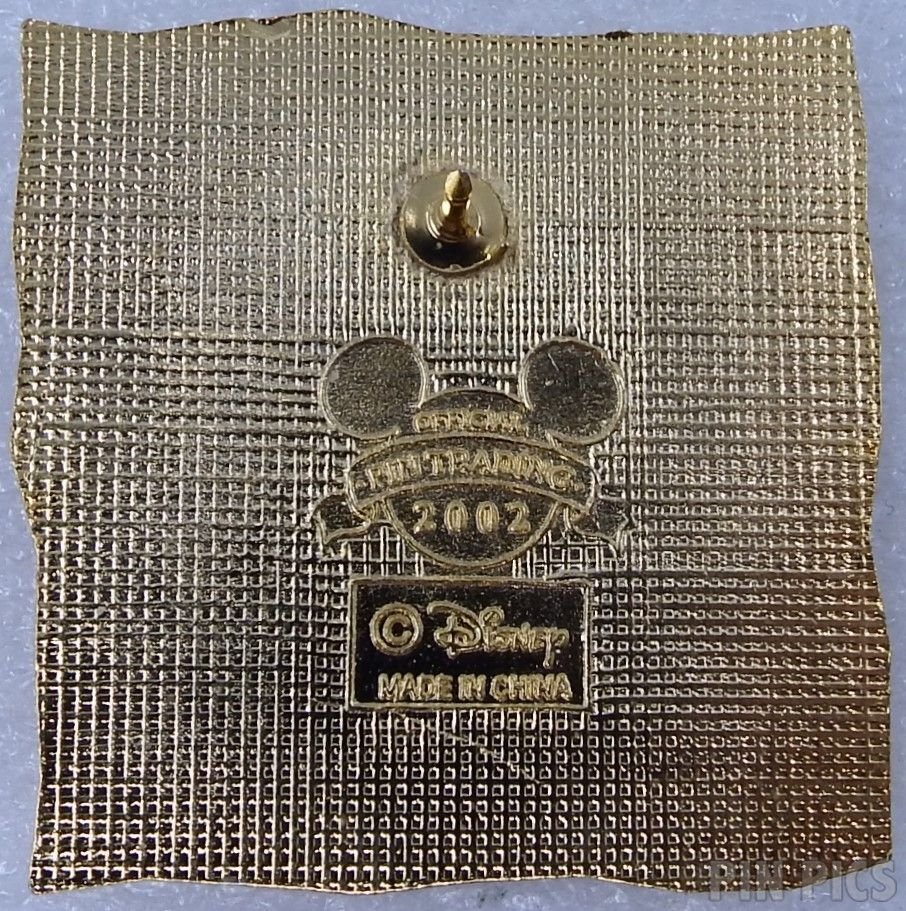 OFFICIAL
PIN TRADING
2002
© Disney
MADE IN CHINA
PIN PICS